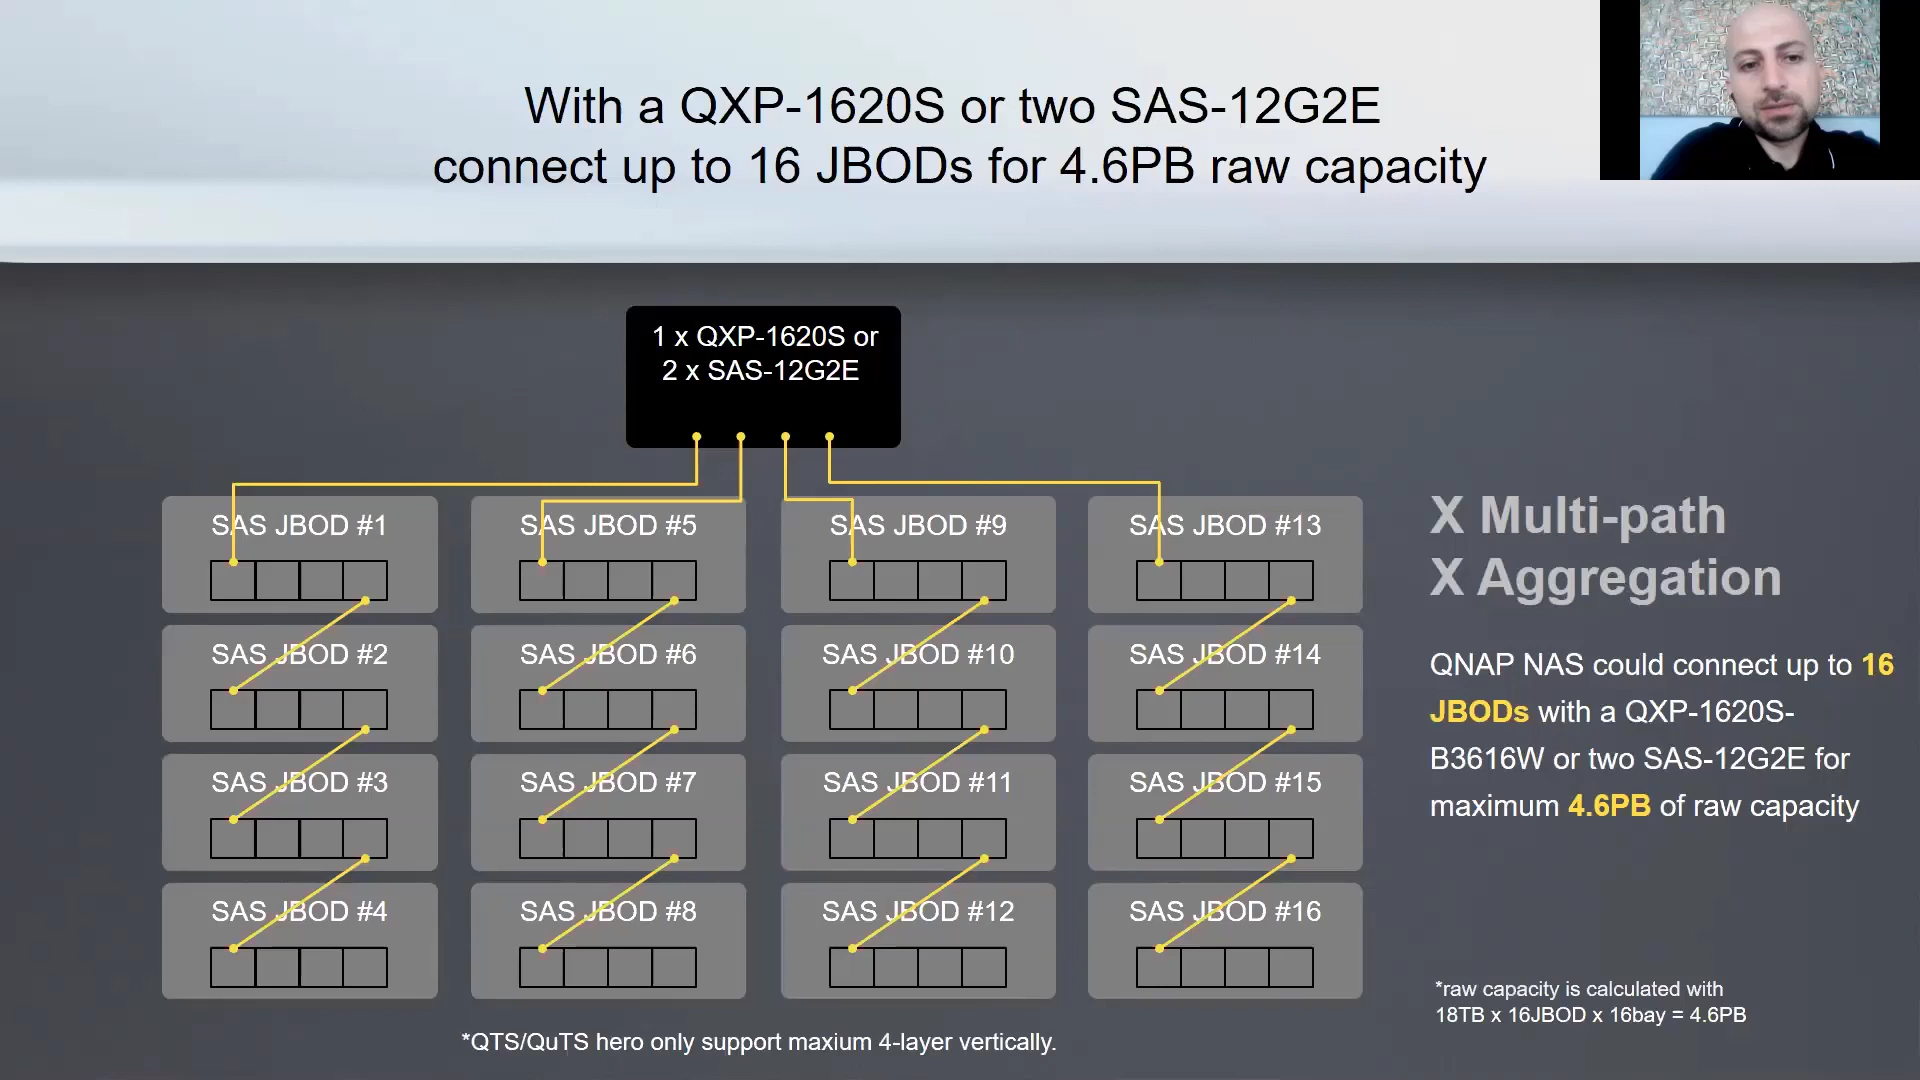 With a QXP-1620S or two SAS-12G2E
connect up to 16 JBODs for 4.6PB raw capacity
1 x QXP-1620S or
2 x SAS-12G2E
SAS JBOD #1
SAS JBOD #5
SAS JBOD #9
SAS JBOD #13
SAS JBOD #2
SAS JBOD #6
SAS JBOD #10
SAS JBOD #14
SAS JBOD #3
SAS JBOD #7
SAS JBOD #11
SAS JBOD #15
SAS JBOD #4
SAS JBOD #8
SAS JBOD #12
SAS JBOD #16
X Multi-path
X Aggregation
QNAP NAS could connect up to 16
JBODs with a QXP-1620S-
B3616W or two SAS-12G2E for
maximum 4.6PB of raw capacity
*raw capacity is calculated with
18TB x 16JBOD x 16bay = 4.6PB
*QTS/QuTS hero only support maxium 4-layer vertically.